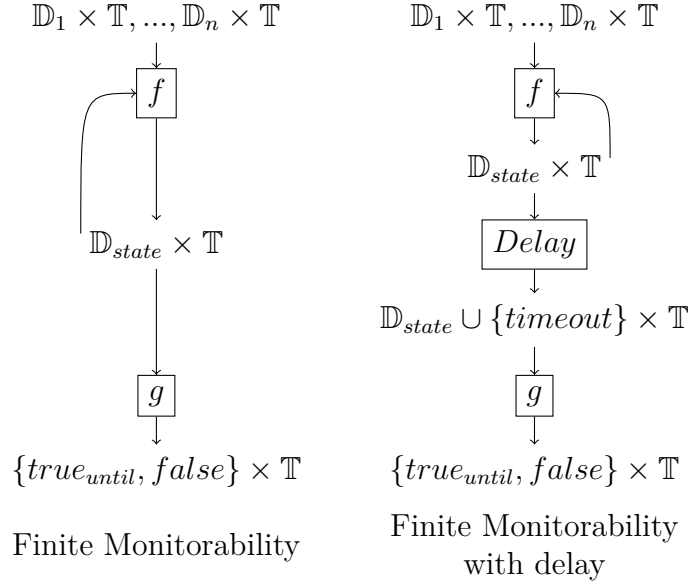 𝔻₁ × 𝕋, ..., 𝔻ₙ × 𝕋
f
𝔻_state × 𝕋
g
{true_until, false} × 𝕋
Finite Monitorability
𝔻₁ × 𝕋, ..., 𝔻ₙ × 𝕋
f
𝔻_state × 𝕋
Delay
𝔻_state ∪ {timeout} × 𝕋
g
{true_until, false} × 𝕋
Finite Monitorability
with delay